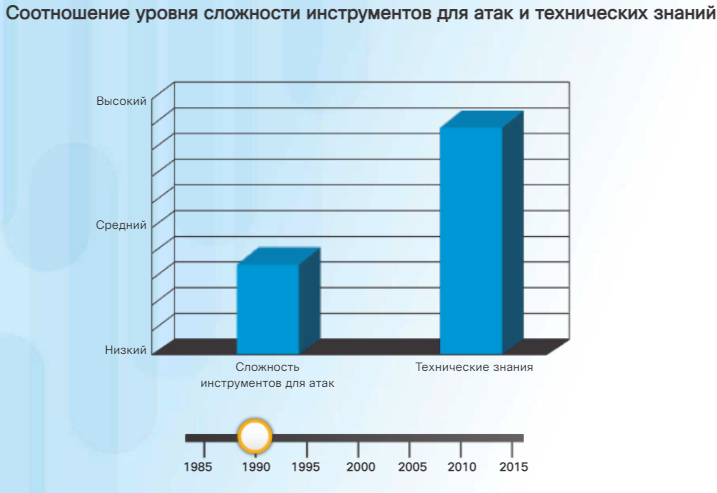 Соотношение уровня сложности инструментов для атак и технических знаний
Высокий
Средний
Низкий
Сложность
инструментов для атак
Технические знания
1985 1990 1995 2000 2005 2010 2015